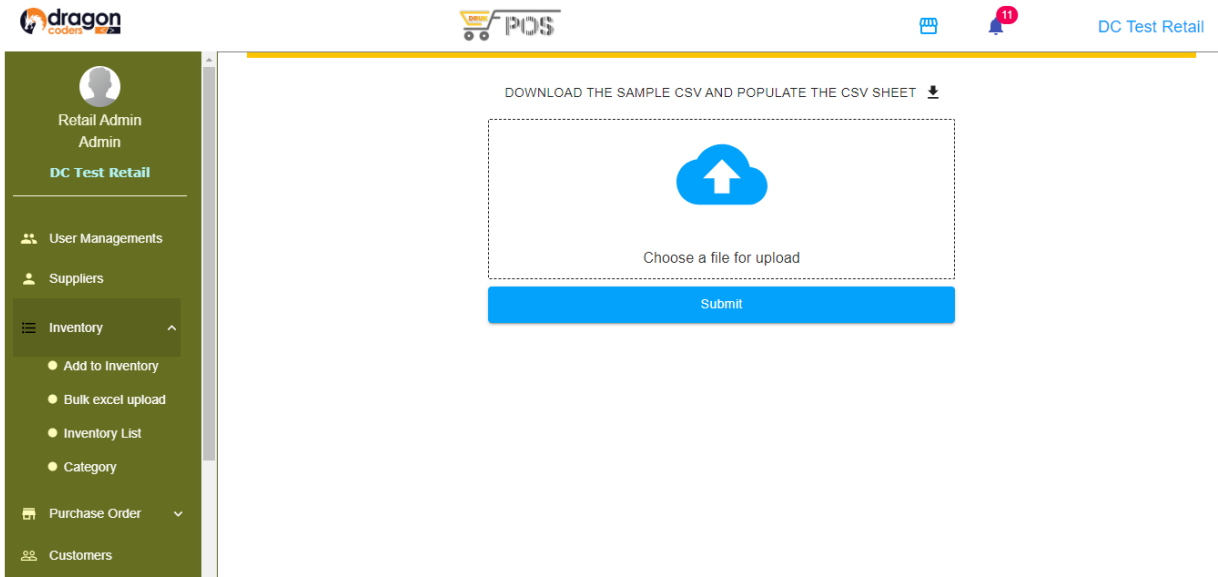 dragon
coders </>
DRUK POS
11
DC Test Retail
Retail Admin
Admin
DC Test Retail
User Managements
Suppliers
Inventory
Add to Inventory
Bulk excel upload
Inventory List
Category
Purchase Order
Customers
DOWNLOAD THE SAMPLE CSV AND POPULATE THE CSV SHEET
Choose a file for upload
Submit